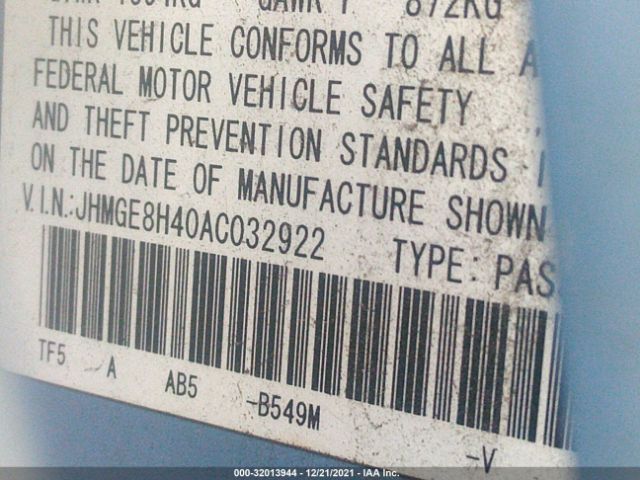 872KG
THIS VEHICLE CONFORMS TO ALL A
FEDERAL MOTOR VEHICLE SAFETY
AND THEFT PREVENTION STANDARDS
ON THE DATE OF MANUFACTURE SHOWN
V.I.N.:JHMGE8H40AC032922 TYPE: PAS
TF5 A AB5 -B549M -V
000-32013944 - 12/21/2021 - IAA Inc.